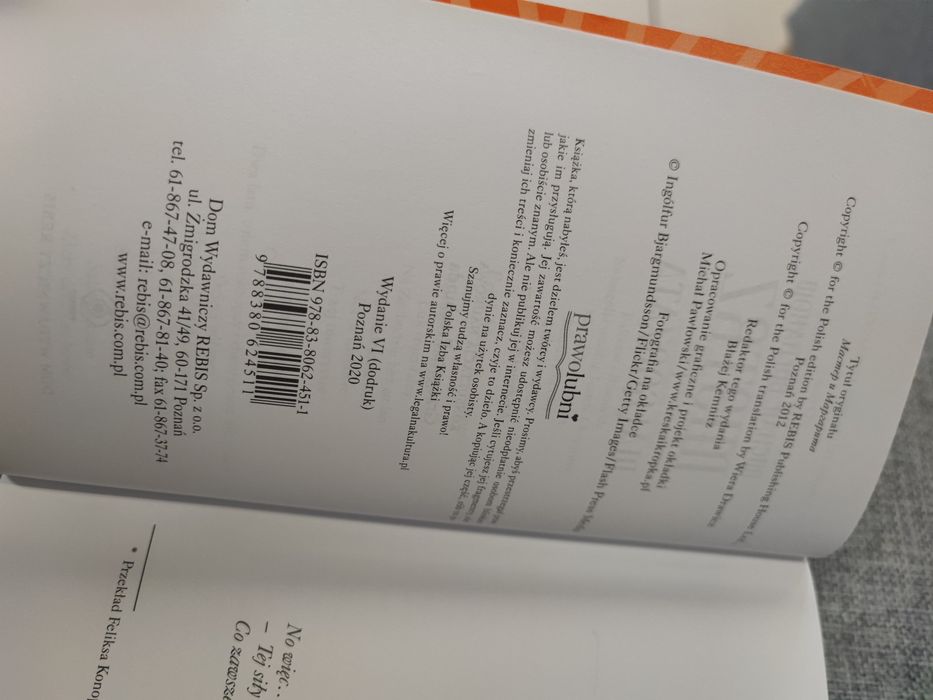 Tytuł oryginału
Мастер и Маргарита
Copyright © for the Polish edition by REBIS Publishing House Ltd.,
Poznań 2012
Copyright © for the Polish translation by Wiera Drawicz
Redaktor tego wydania
Błażej Kemnitz
Opracowanie graficzne i projekt okładki
Michał Pawłowski/www.kreskaikropka.pl
Fotografia na okładce
© Ingólfur Bjargmundsson/Flickr/Getty Images/Flash Press
prawolubni
Książka, którą nabyłeś, jest dziełem twórcy i wydawcy. Prosimy, abyś przestrzegał praw,
jakie im przysługują. Jej zawartość możesz udostępnić nieodpłatnie osobom bliskim
lub osobiście znanym. Ale nie publikuj jej w internecie. Jeśli cytujesz jej fragmenty, nie
zmieniaj ich treści i koniecznie zaznacz, czyje to dzieło. A kopiując jej część, rób to
dynie na użytek osobisty.
Szanujmy cudzą własność i prawo!
Polska Izba Książki
Więcej o prawie autorskim na www.legalnakultura.pl
Wydanie VI (dodruk)
Poznań 2020
ISBN 978-83-8062-451-1
9 788380 624511
Dom Wydawniczy REBIS Sp. z o.o.
ul. Żmigrodzka 41/49, 60-171 Poznań
tel. 61-867-47-08, 61-867-81-40; fax 61-867-37-74
e-mail: rebis@rebis.com.pl
www.rebis.com.pl
No więc..
– Tej siły
Co zawsze
* Przekład Feliksa Konop